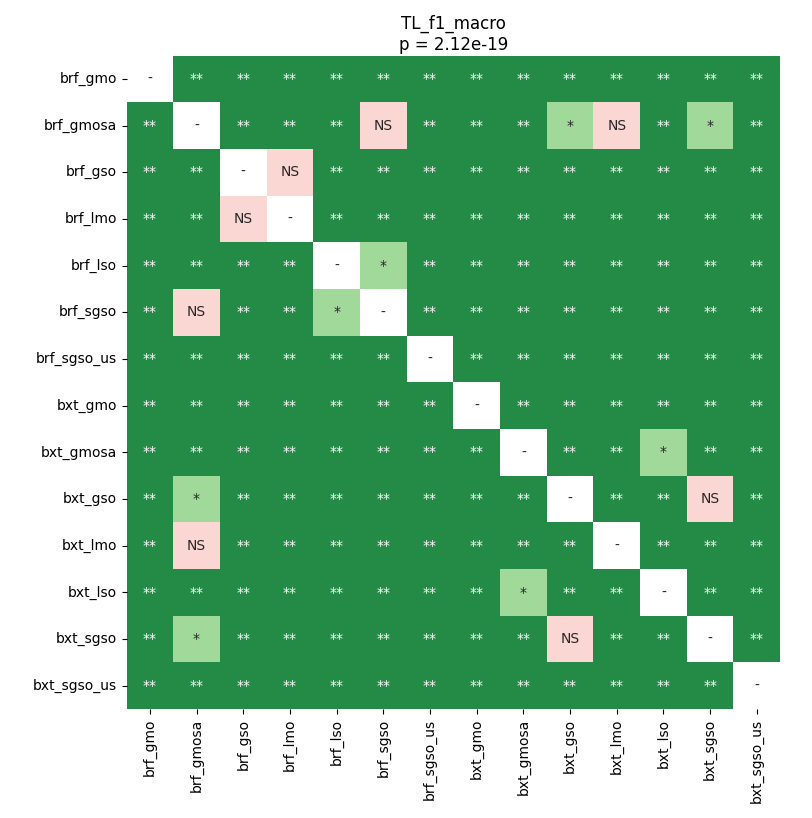 TL_f1_macro
p = 2.12e-19
brf_gmo - ** ** ** ** ** ** ** ** ** ** ** ** **
brf_gmosa ** - ** ** ** NS ** ** ** * NS ** * **
brf_gso ** ** - NS ** ** ** ** ** ** ** ** ** **
brf_lmo ** ** NS - ** ** ** ** ** ** ** ** ** **
brf_lso ** ** ** ** - * ** ** ** ** ** ** ** **
brf_sgso ** NS ** ** * - ** ** ** ** ** ** ** **
brf_sgso_us ** ** ** ** ** ** - ** ** ** ** ** ** **
bxt_gmo ** ** ** ** ** ** ** - ** ** ** ** ** **
bxt_gmosa ** ** ** ** ** ** ** ** - ** ** * ** **
bxt_gso ** * ** ** ** ** ** ** ** - ** ** NS **
bxt_lmo ** NS ** ** ** ** ** ** ** ** - ** ** **
bxt_lso ** ** ** ** ** ** ** ** * ** ** - ** **
bxt_sgso ** * ** ** ** ** ** ** ** NS ** ** - **
bxt_sgso_us ** ** ** ** ** ** ** ** ** ** ** ** ** -
brf_gmo brf_gmosa brf_gso brf_lmo brf_lso brf_sgso brf_sgso_us bxt_gmo bxt_gmosa bxt_gso bxt_lmo bxt_lso bxt_sgso bxt_sgso_us